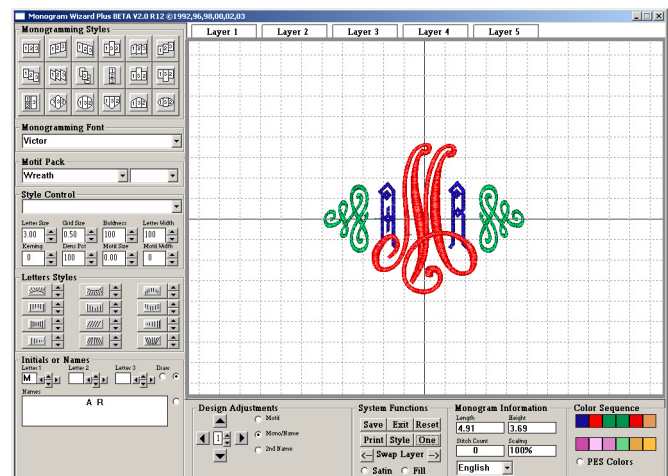 Monogram Wizard Plus BETA V2.0 R12 ©1992,96,98,00,02,03
Monogramming Styles
Layer 1 Layer 2 Layer 3 Layer 4 Layer 5
Monogramming Font
Victor
Motif Pack
Wreath
Style Control
Letter Size Grid Size Boldness Letter Width
3.00 0.50 100 100
Kerning Dens Pct Motif Size Motif Width
0 100 0.00 0
Letters Styles
Initials or Names
Letter 1 Letter 2 Letter 3 Draw
M
Names
A R
A M R
Design Adjustments
Motif
1 Mono/Name
2nd Name
System Functions
Save Exit Reset
Print Style One
<— Swap Layer —>
Satin Fill
Monogram Information
Length Height
4.91 3.69
Stitch Count Scaling
0 100%
English
Color Sequence
PES Colors